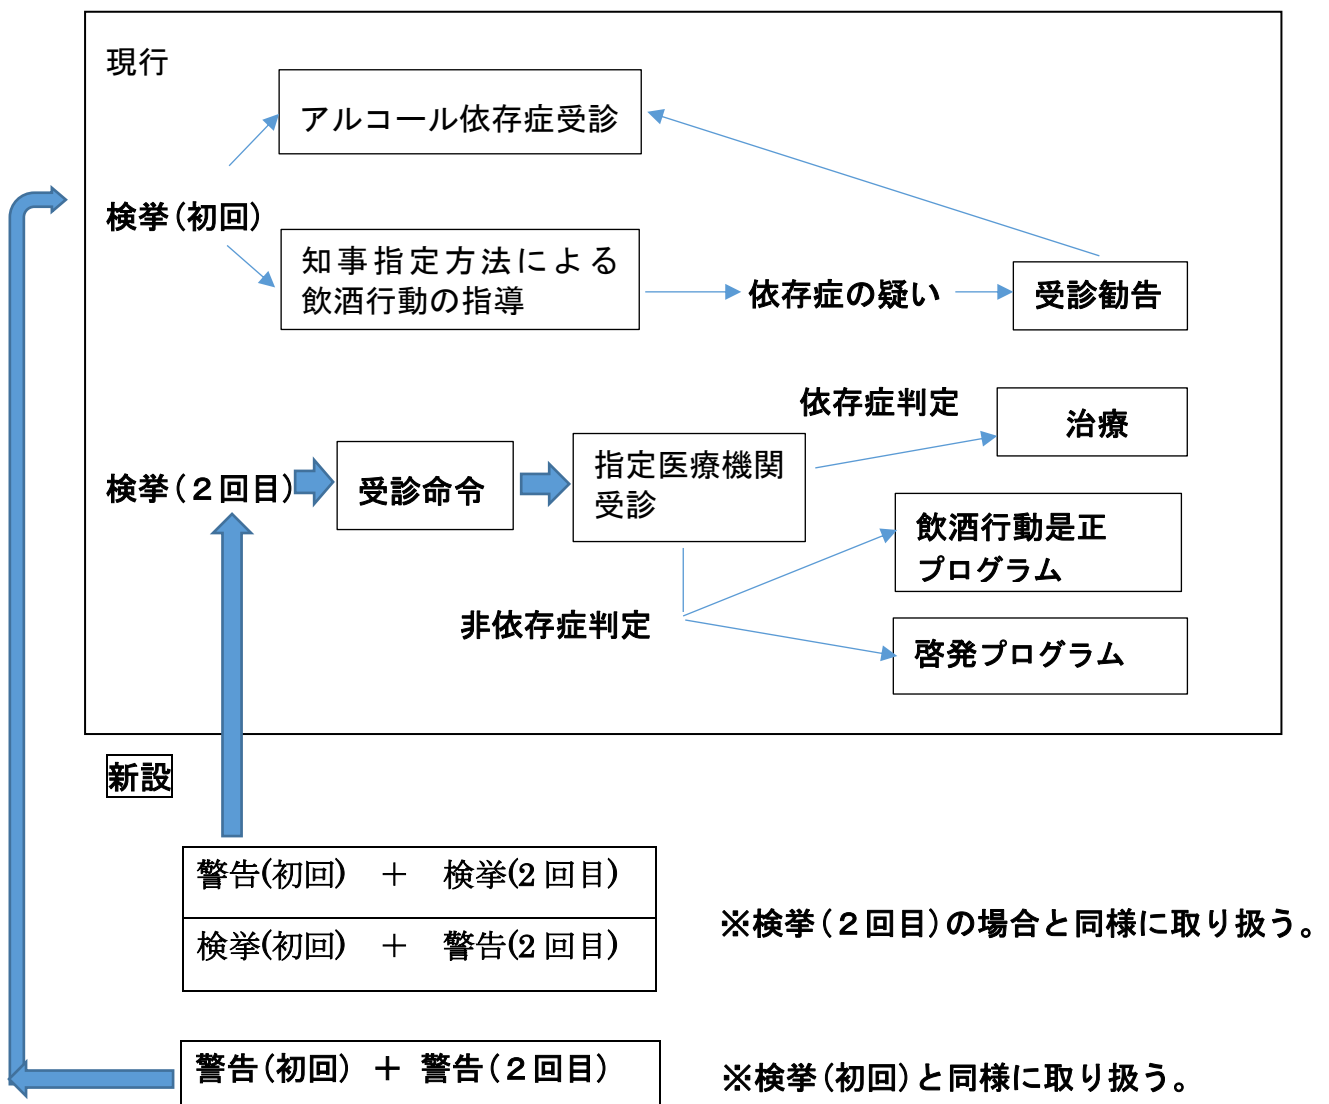 現行
アルコール依存症受診
検挙（初回）
知事指定方法による
飲酒行動の指導
依存症の疑い
受診勧告
依存症判定
治療
検挙（２回目）
受診命令
指定医療機関
受診
飲酒行動是正
プログラム
非依存症判定
啓発プログラム
新設
警告(初回)　＋　検挙(2回目)
検挙(初回)　＋　警告(2回目)
※検挙（２回目）の場合と同様に取り扱う。
警告（初回）＋ 警告（２回目）
※検挙（初回）と同様に取り扱う。